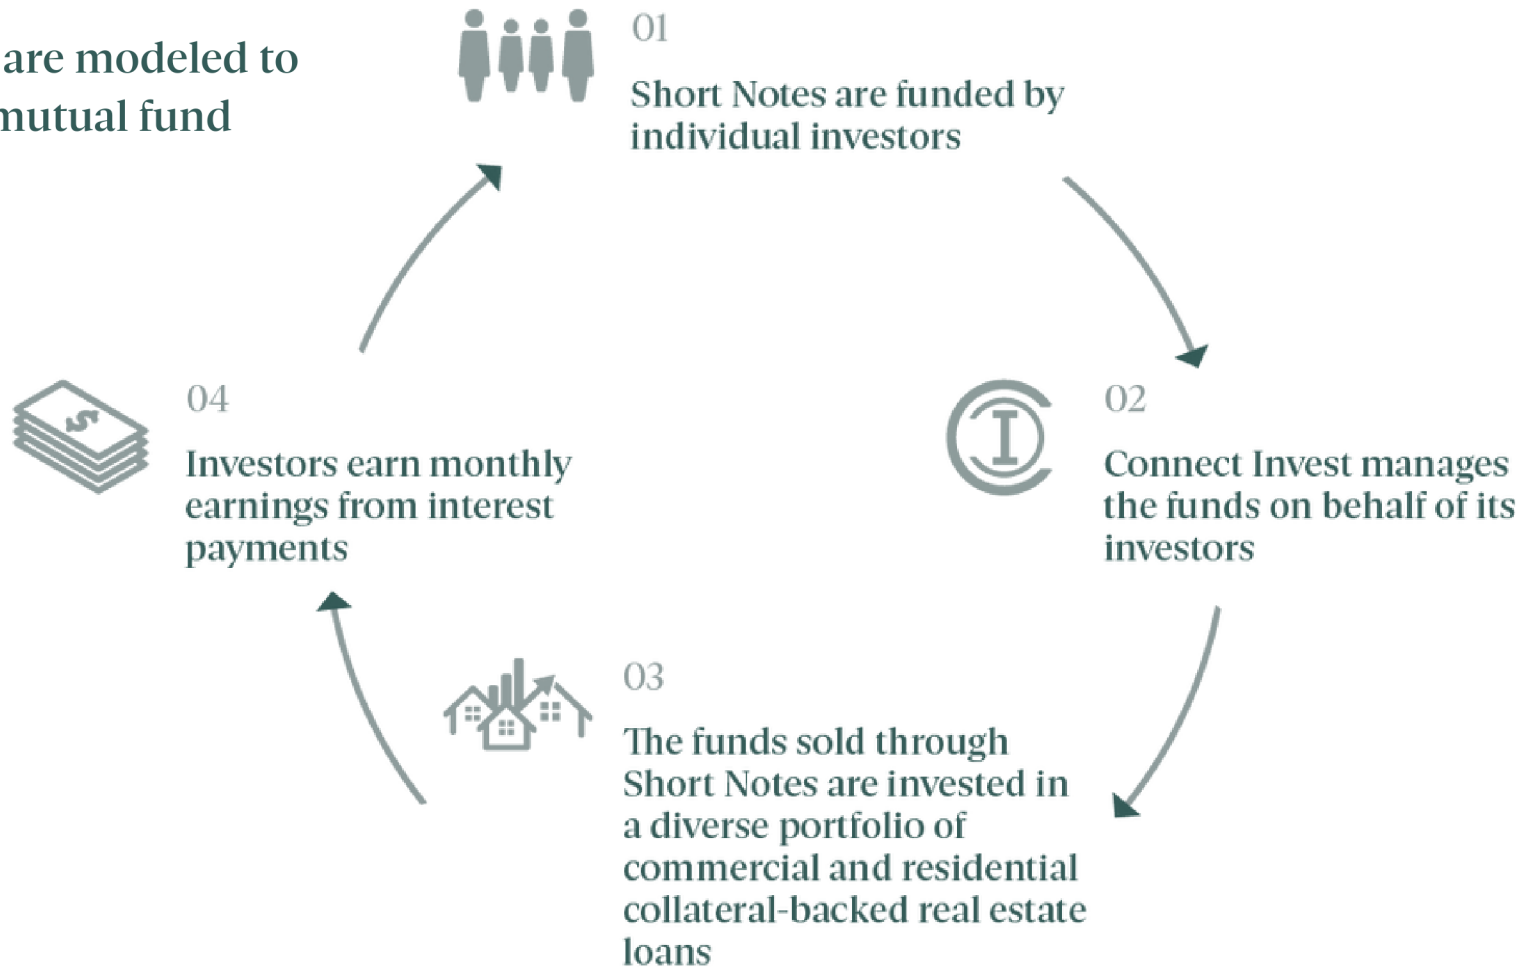 are modeled to
mutual fund
01
Short Notes are funded by
individual investors
02
Connect Invest manages
the funds on behalf of its
investors
03
The funds sold through
Short Notes are invested in
a diverse portfolio of
commercial and residential
collateral-backed real estate
loans
04
Investors earn monthly
earnings from interest
payments